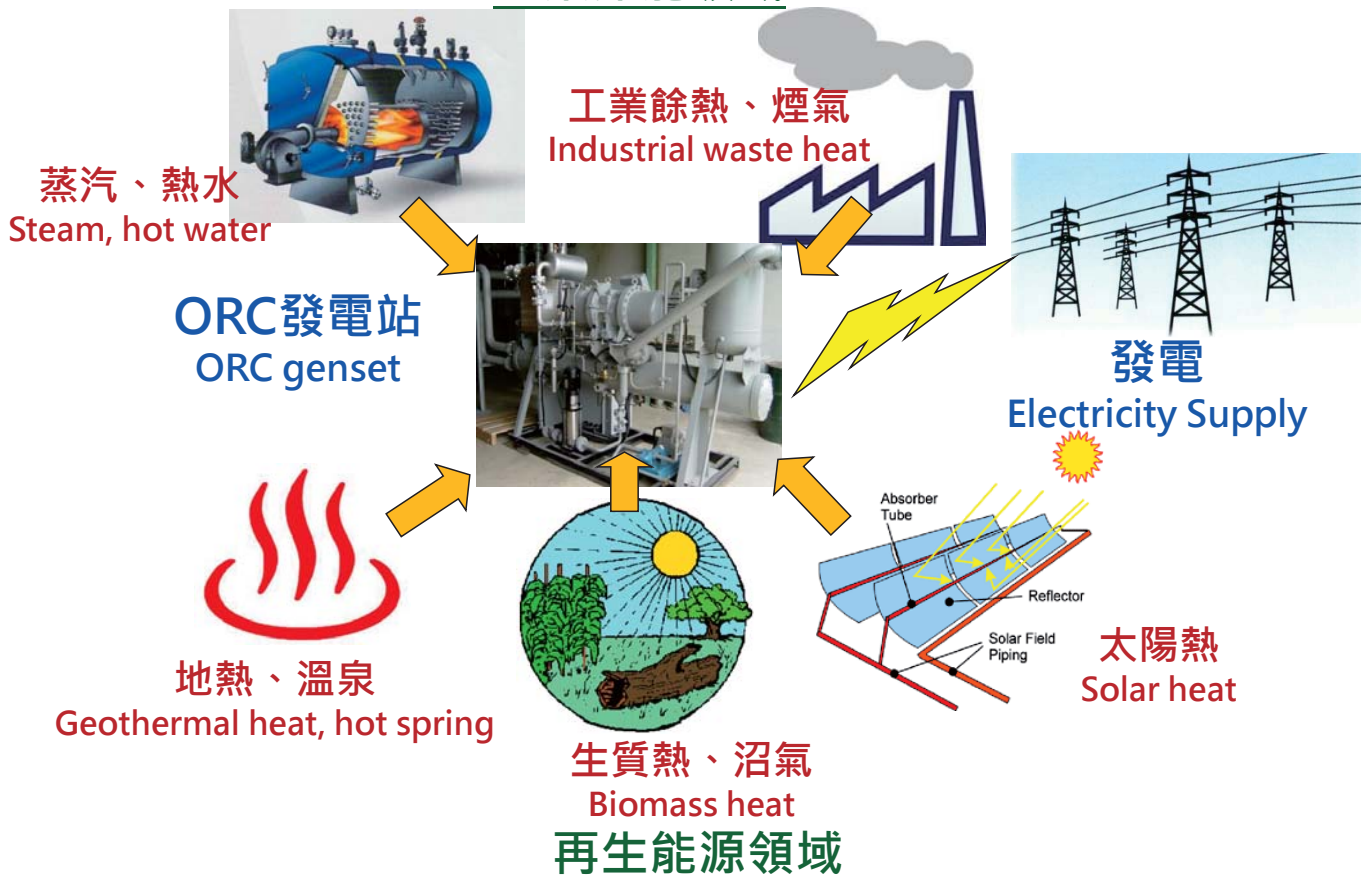 工業餘熱、煙氣
Industrial waste heat
蒸汽、熱水
Steam, hot water
ORC發電站
ORC genset
發電
Electricity Supply
Absorber
Tube
Reflector
Solar Field
Piping
太陽熱
Solar heat
地熱、溫泉
Geothermal heat, hot spring
生質熱、沼氣
Biomass heat
再生能源領域